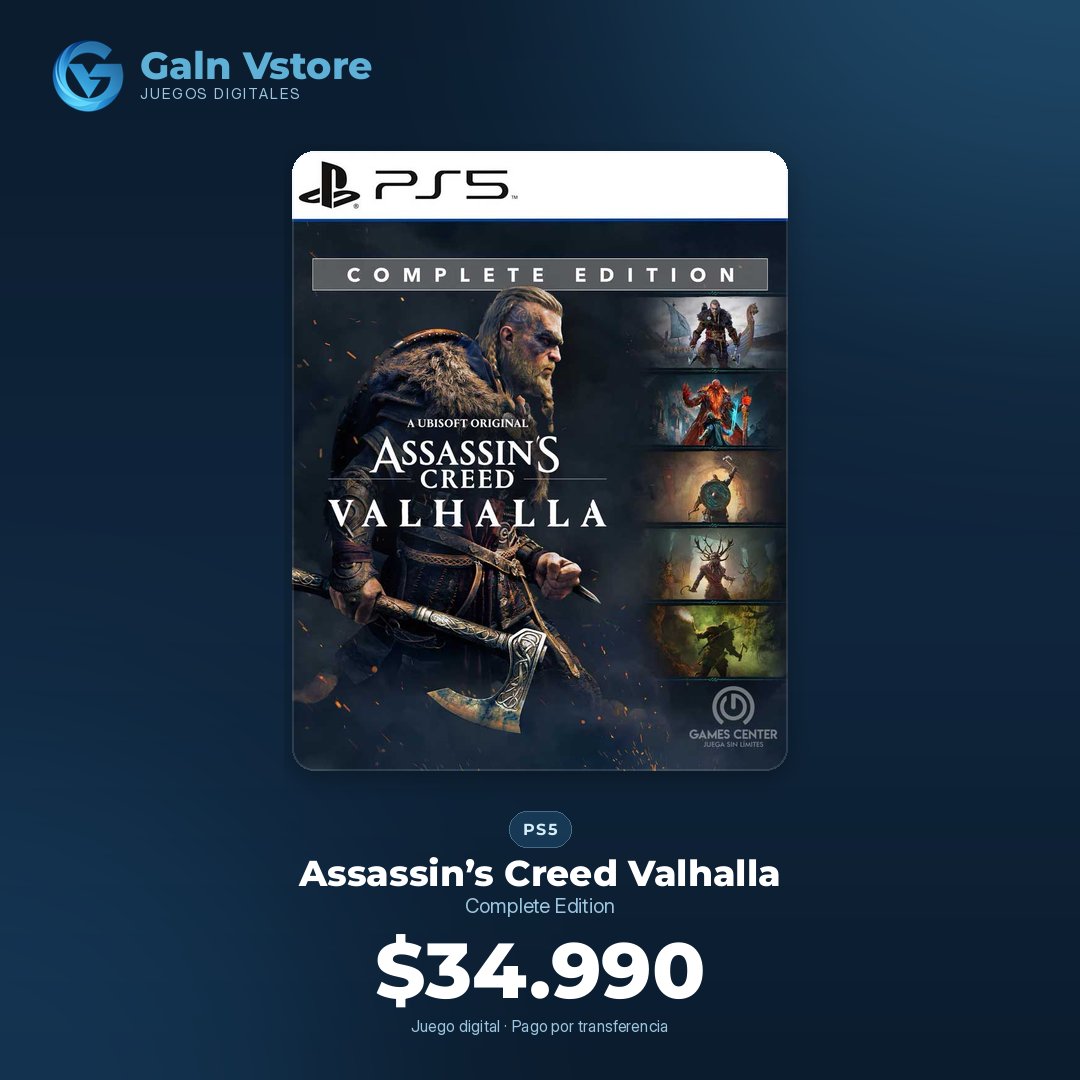 GaIn Vstore
JUEGOS DIGITALES
PS5
COMPLETE EDITION
A UBISOFT ORIGINAL
ASSASSIN'S
CREED
VALHALLA
GAMES CENTER
JUEGA SIN LIMITES
PS5
Assassin’s Creed Valhalla
Complete Edition
$34.990
Juego digital · Pago por transferencia